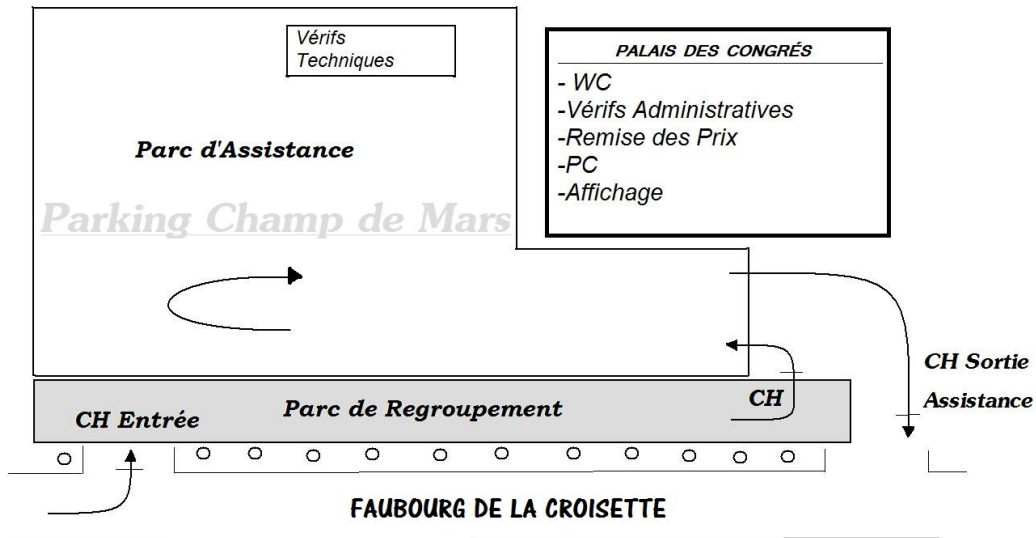 Vérifs
Techniques
PALAIS DES CONGRÉS
- WC
-Vérifs Administratives
-Remise des Prix
-PC
-Affichage
Parc d'Assistance
Parking Champ de Mars
CH Sortie
Assistance
CH Entrée
Parc de Regroupement
CH
FAUBOURG DE LA CROISETTE